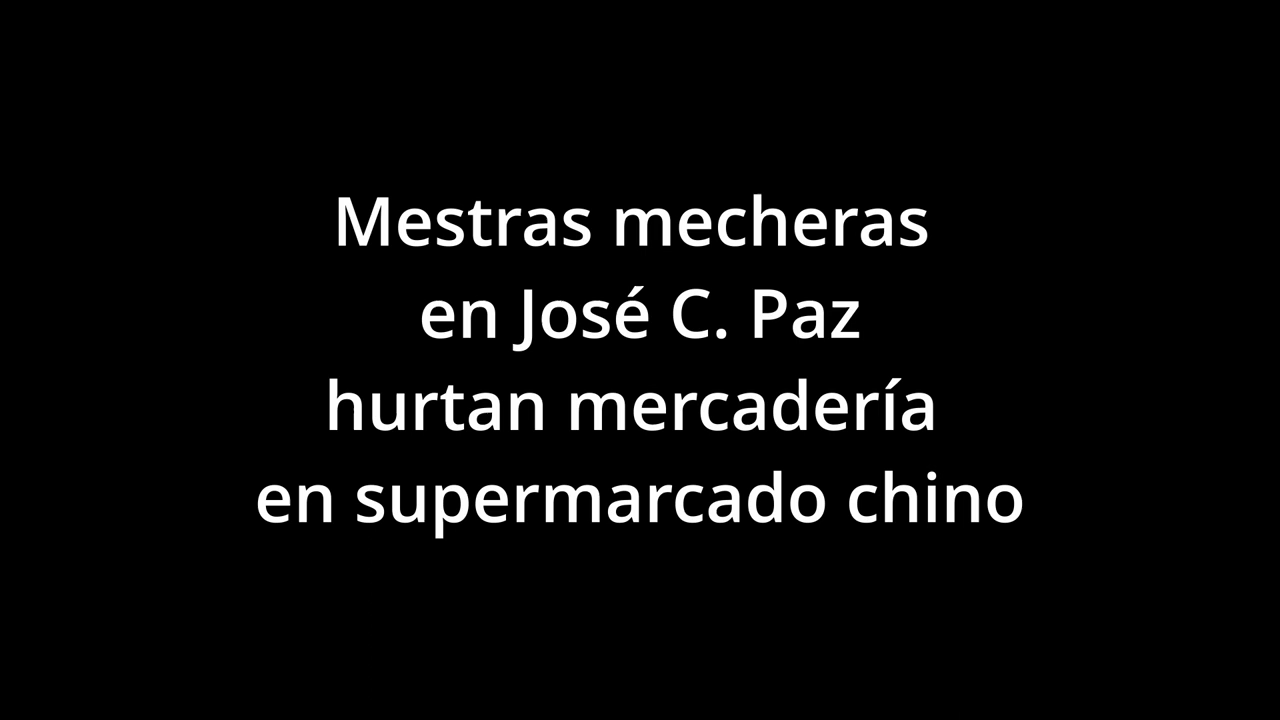 Mestras mecheras
en José C. Paz
hurtan mercadería
en supermarcado chino